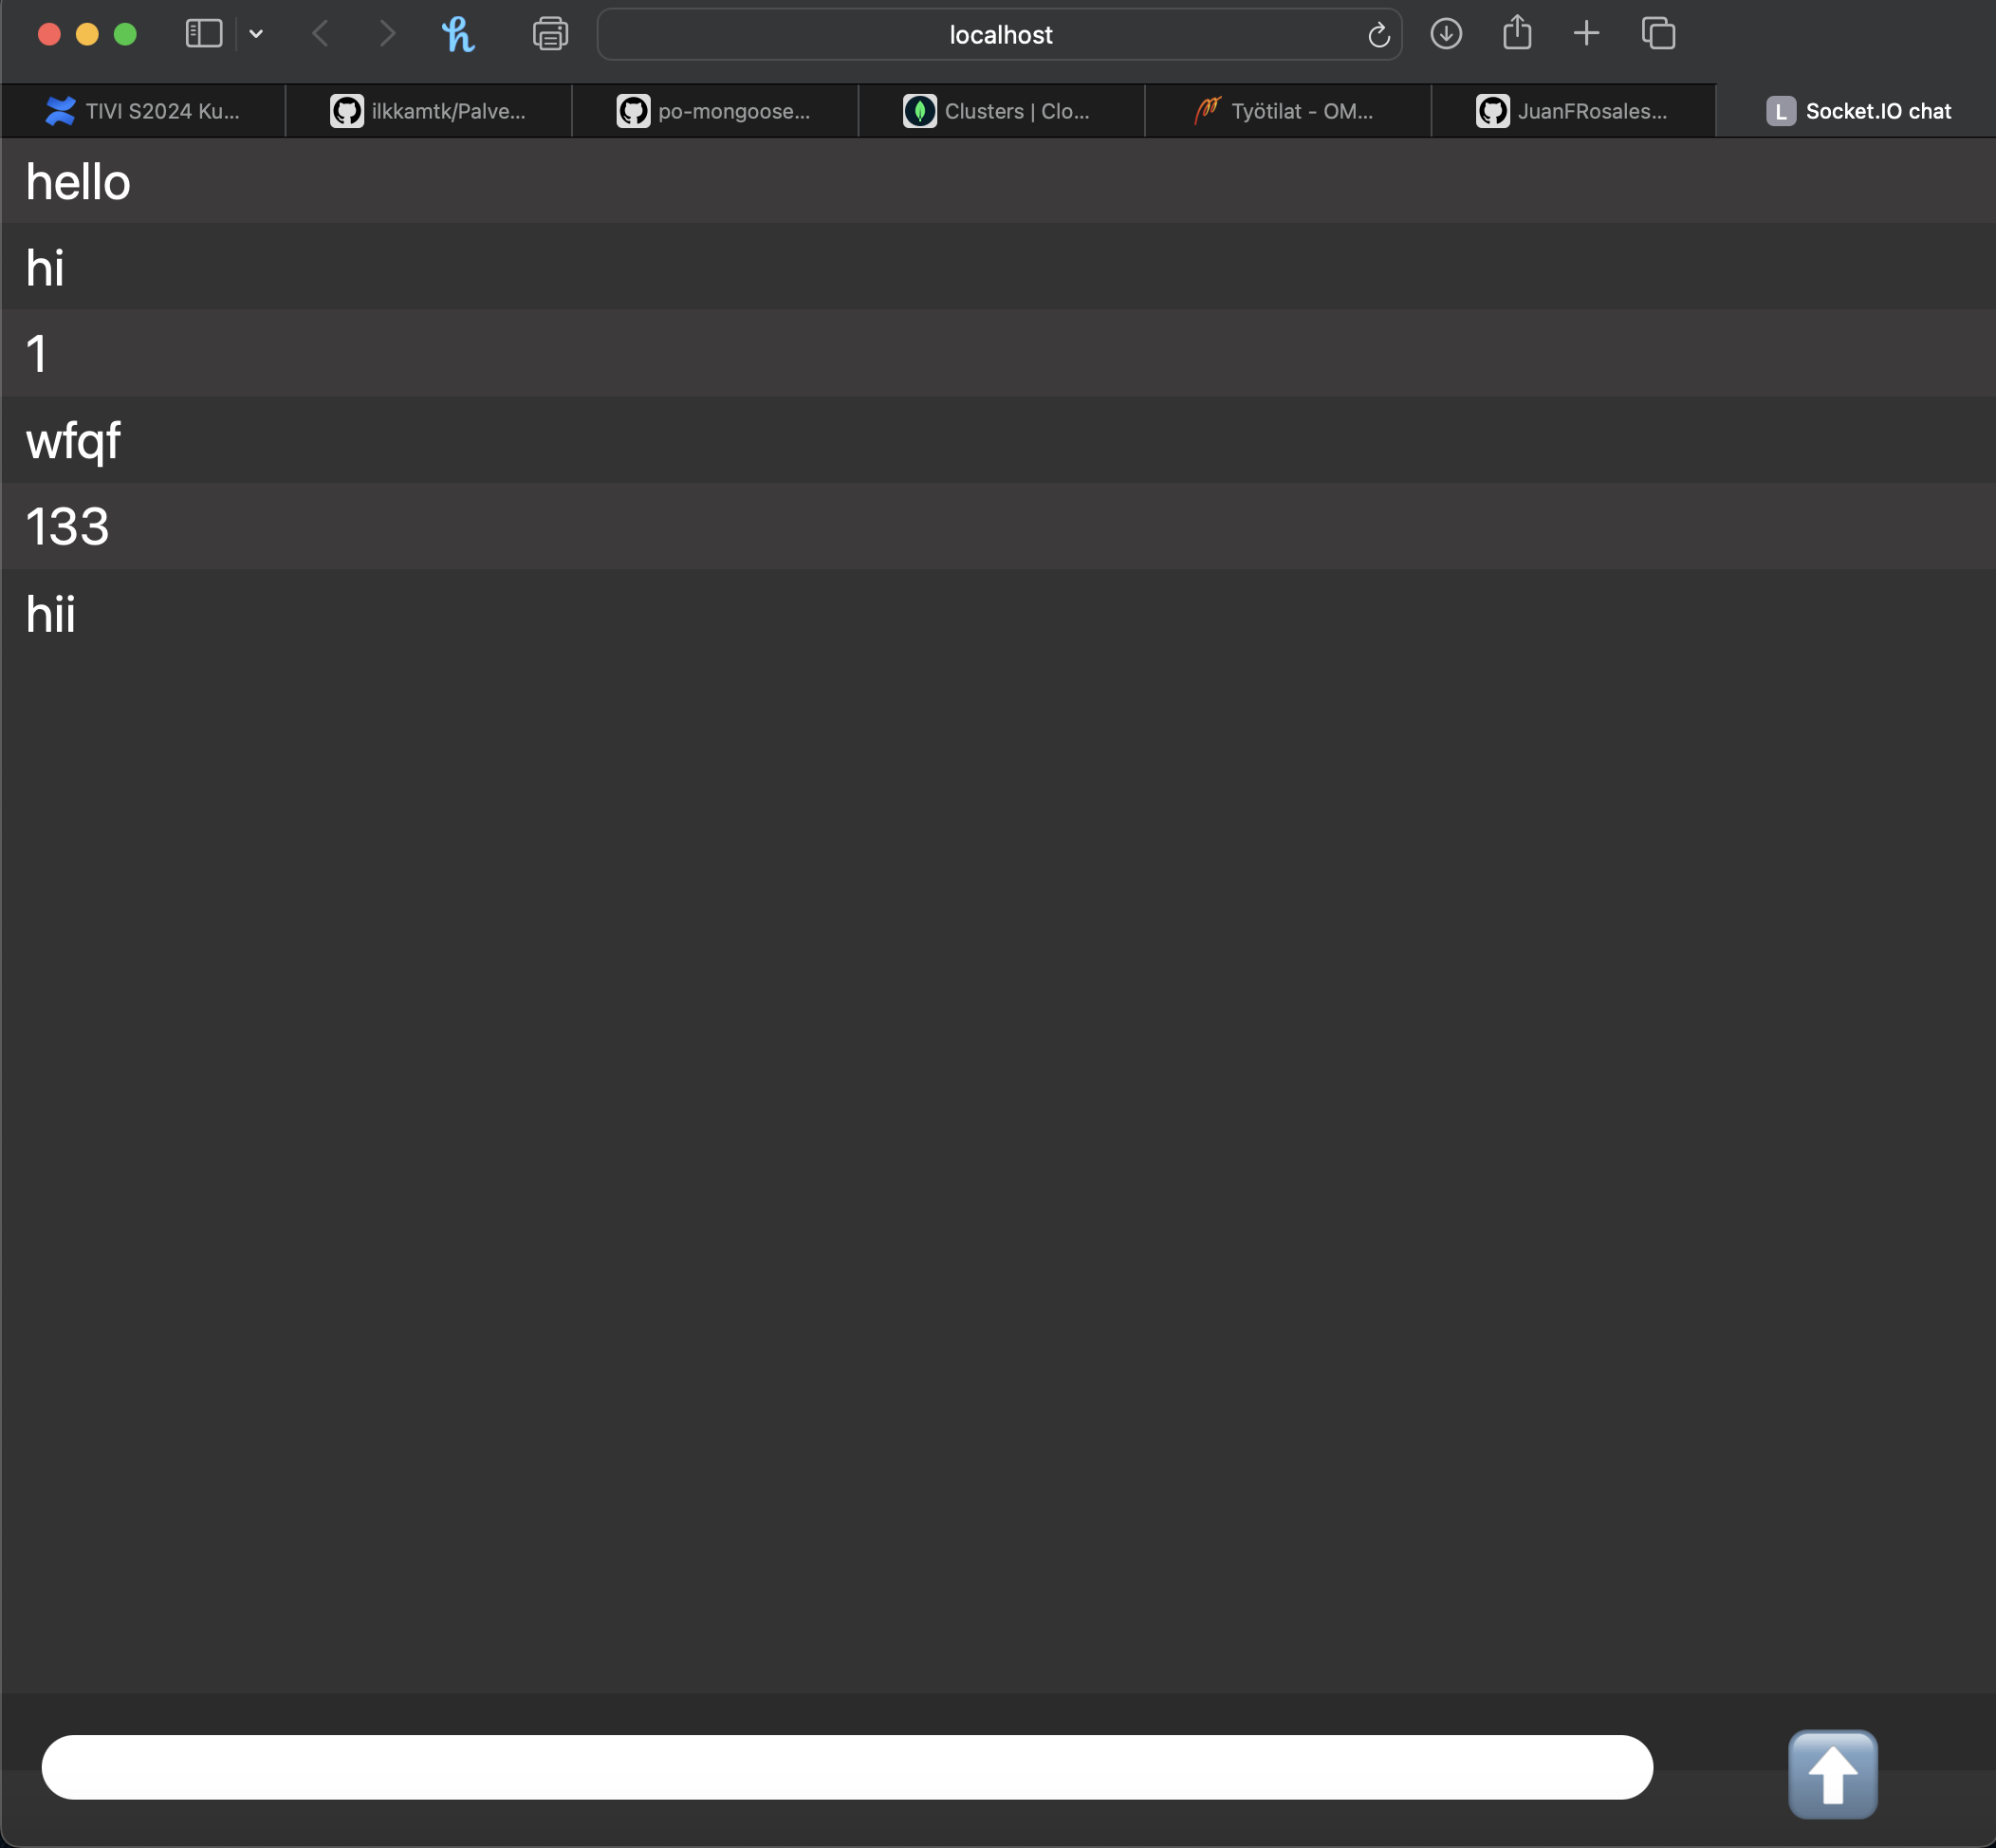 localhost
TIVI S2024 Ku...
ilkkamtk/Palve...
po-mongoose...
Clusters | Clo...
Työtilat - OM...
JuanFRosales...
L Socket.IO chat
hello
hi
1
wfqf
133
hii